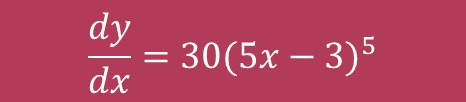 dy/dx = 30(5x − 3)⁵